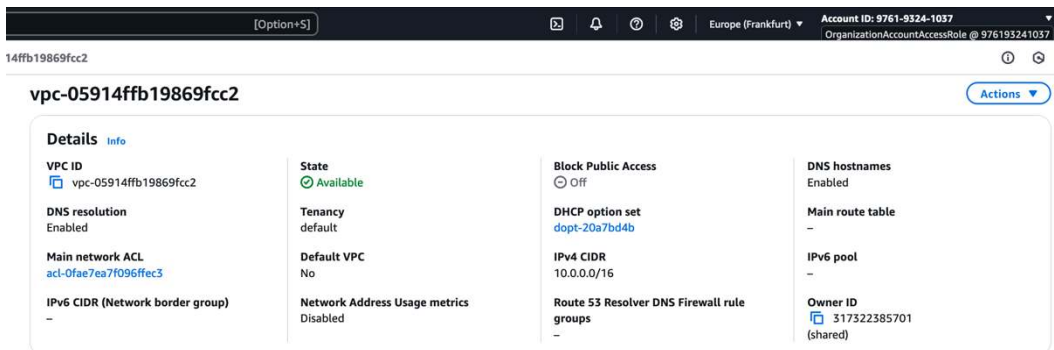 [Option+S]
Europe (Frankfurt)
Account ID: 9761-9324-1037
OrganizationAccountAccessRole @ 976193241037
14ffb19869fcc2
vpc-05914ffb19869fcc2
Actions
Details Info
VPC ID
vpc-05914ffb19869fcc2
State
Available
Block Public Access
Off
DNS hostnames
Enabled
DNS resolution
Enabled
Tenancy
default
DHCP option set
dopt-20a7bd4b
Main route table
–
Main network ACL
acl-0fae7ea7f096ffec3
Default VPC
No
IPv4 CIDR
10.0.0.0/16
IPv6 pool
–
IPv6 CIDR (Network border group)
–
Network Address Usage metrics
Disabled
Route 53 Resolver DNS Firewall rule
groups
–
Owner ID
317322385701
(shared)